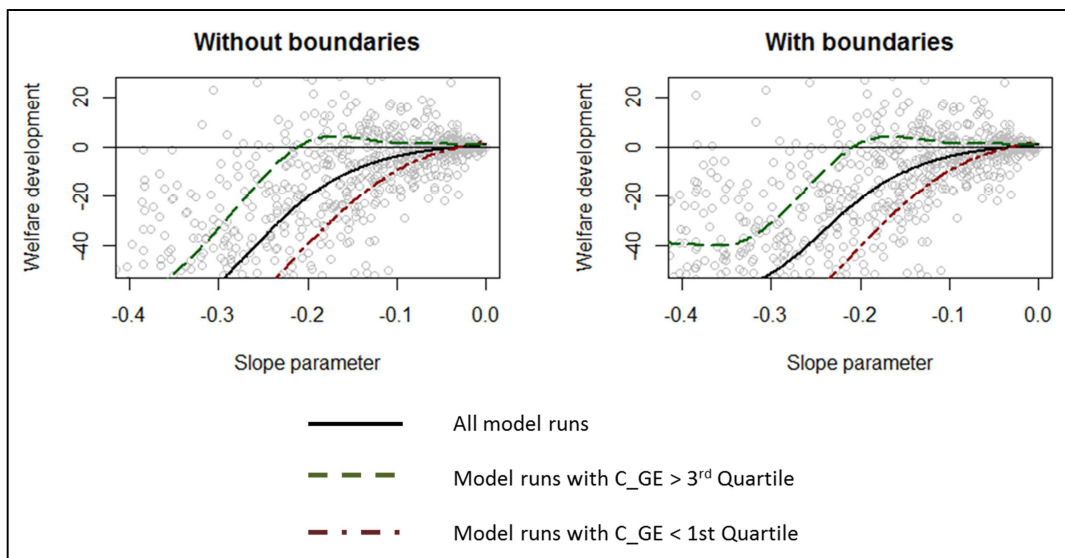 Without boundaries
Welfare development
20
0
-20
-40
-0.4 -0.3 -0.2 -0.1 0.0
Slope parameter
With boundaries
Welfare development
20
0
-20
-40
-0.4 -0.3 -0.2 -0.1 0.0
Slope parameter
All model runs
Model runs with C_GE > 3rd Quartile
Model runs with C_GE < 1st Quartile